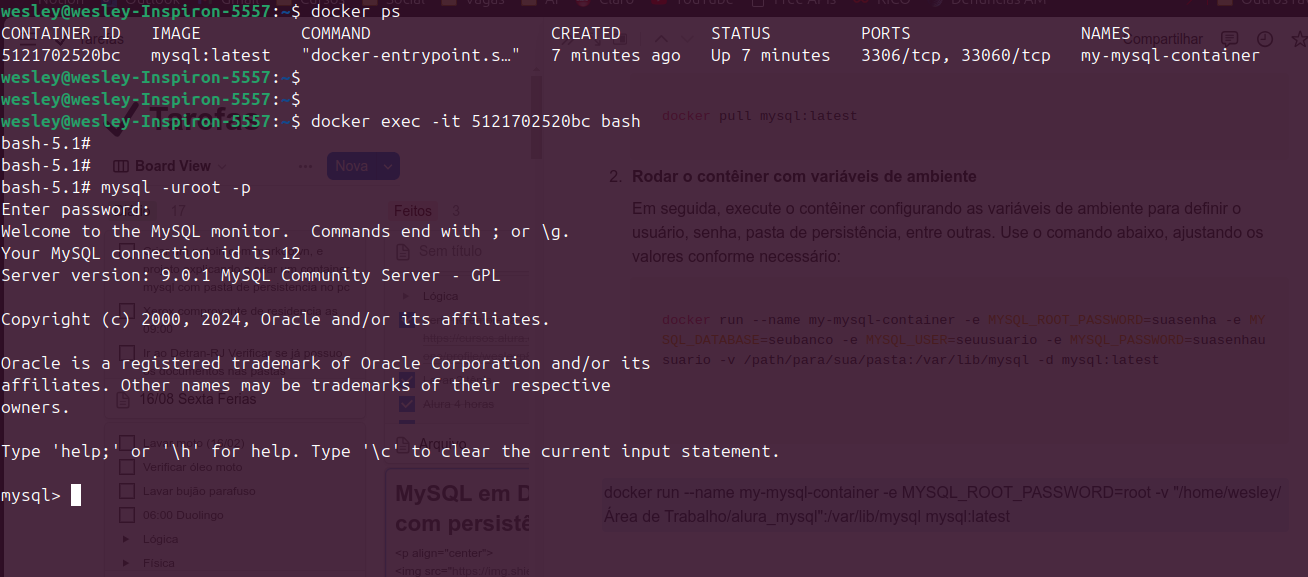 wesley@wesley-Inspiron-5557:~$ docker ps
CONTAINER ID   IMAGE          COMMAND                  CREATED         STATUS         PORTS                 NAMES
5121702520bc   mysql:latest   "docker-entrypoint.s…"   7 minutes ago   Up 7 minutes   3306/tcp, 33060/tcp   my-mysql-container
wesley@wesley-Inspiron-5557:~$
wesley@wesley-Inspiron-5557:~$
wesley@wesley-Inspiron-5557:~$ docker exec -it 5121702520bc bash
bash-5.1#
bash-5.1#
bash-5.1# mysql -uroot -p
Enter password:
Welcome to the MySQL monitor.  Commands end with ; or \g.
Your MySQL connection id is 12
Server version: 9.0.1 MySQL Community Server - GPL
Copyright (c) 2000, 2024, Oracle and/or its affiliates.
Oracle is a registered trademark of Oracle Corporation and/or its
affiliates. Other names may be trademarks of their respective
owners.
Type 'help;' or '\h' for help. Type '\c' to clear the current input statement.
mysql>
Compartilhar
Tarefas
Board View
Nova
17
Feitos 3
Sem título
Lógica
16/08 Sexta Ferias
Alura 4 horas
Verificar óleo moto
Lavar bujão parafuso
06:00 Duolingo
Lógica
Física
Arquivo
MySQL em D
com persistê
<p align="center">
docker pull mysql:latest
2. Rodar o contêiner com variáveis de ambiente
Em seguida, execute o contêiner configurando as variáveis de ambiente para definir o
usuário, senha, pasta de persistência, entre outras. Use o comando abaixo, ajustando os
valores conforme necessário:
docker run --name my-mysql-container -e MYSQL_ROOT_PASSWORD=suasenha -e MY
SQL_DATABASE=seubanco -e MYSQL_USER=seuusuario -e MYSQL_PASSWORD=suasenhau
suario -v /path/para/sua/pasta:/var/lib/mysql -d mysql:latest
docker run --name my-mysql-container -e MYSQL_ROOT_PASSWORD=root -v "/home/wesley/
Área de Trabalho/alura_mysql":/var/lib/mysql mysql:latest